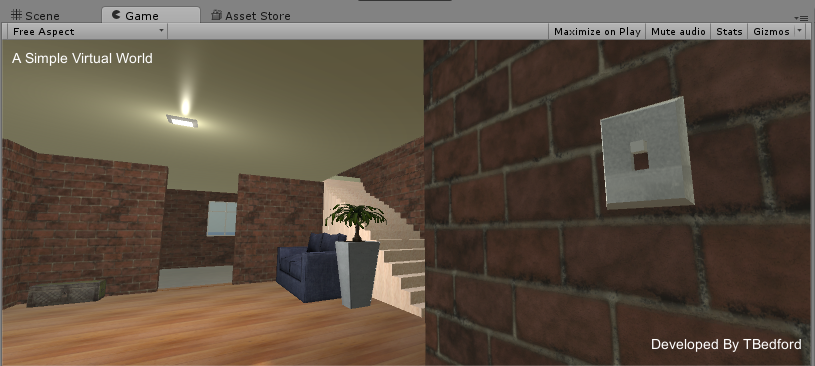 Scene Game Asset Store
Free Aspect Maximize on Play Mute audio Stats Gizmos
A Simple Virtual World
Developed By TBedford